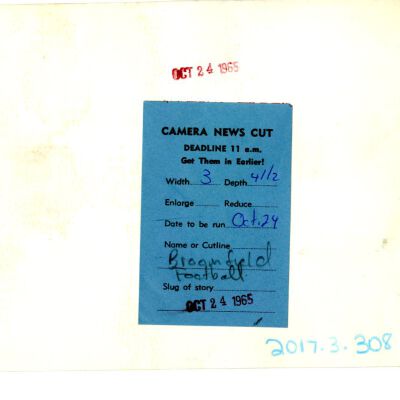 OCT 24 1965
CAMERA NEWS CUT
DEADLINE 11 a.m.
Get Them in Earlier!
Width 3 Depth 4 1/2
Enlarge Reduce
Date to be run Oct. 24
Name or Cutline
Broomfield
Football
Slug of story
OCT 24 1965
2017.3.308